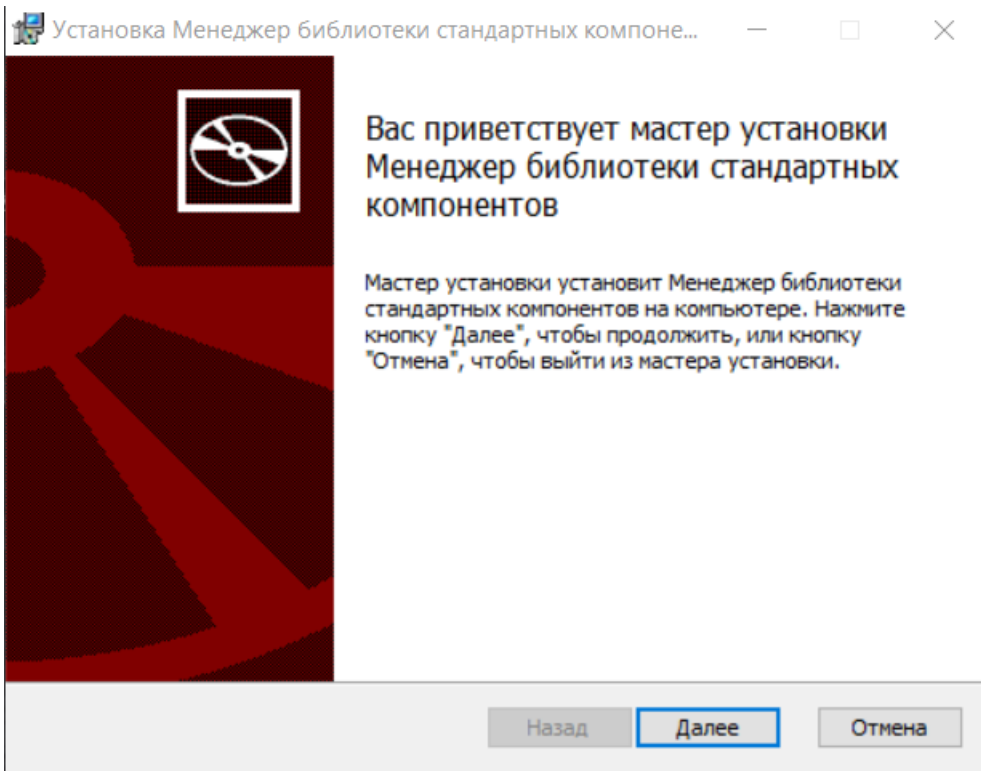 Установка Менеджер библиотеки стандартных компоне...
Вас приветствует мастер установки
Менеджер библиотеки стандартных
компонентов
Мастер установки установит Менеджер библиотеки
стандартных компонентов на компьютере. Нажмите
кнопку "Далее", чтобы продолжить, или кнопку
"Отмена", чтобы выйти из мастера установки.
Назад Далее Отмена